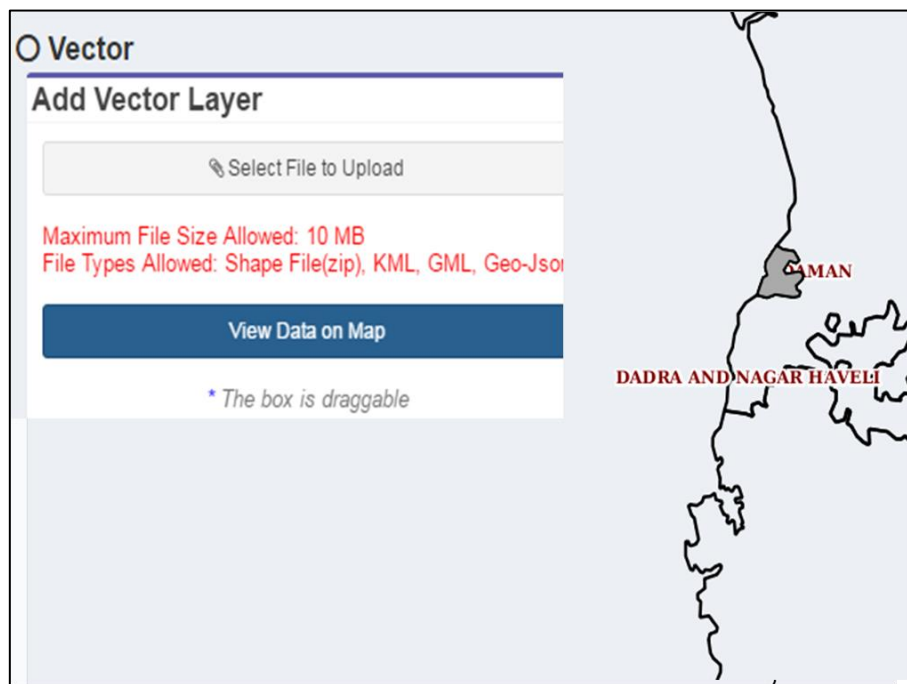 Vector
Add Vector Layer
Select File to Upload
Maximum File Size Allowed: 10 MB
File Types Allowed: Shape File(zip), KML, GML, Geo-Jso
View Data on Map
* The box is draggable
DAMAN
DADRA AND NAGAR HAVELI